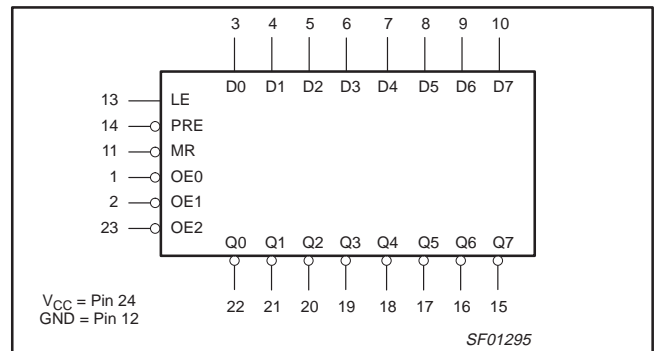 3 4 5 6 7 8 9 10
D0 D1 D2 D3 D4 D5 D6 D7
13 LE
14 PRE
11 MR
1 OE0
2 OE1
23 OE2
Q0 Q1 Q2 Q3 Q4 Q5 Q6 Q7
22 21 20 19 18 17 16 15
VCC = Pin 24
GND = Pin 12
SF01295